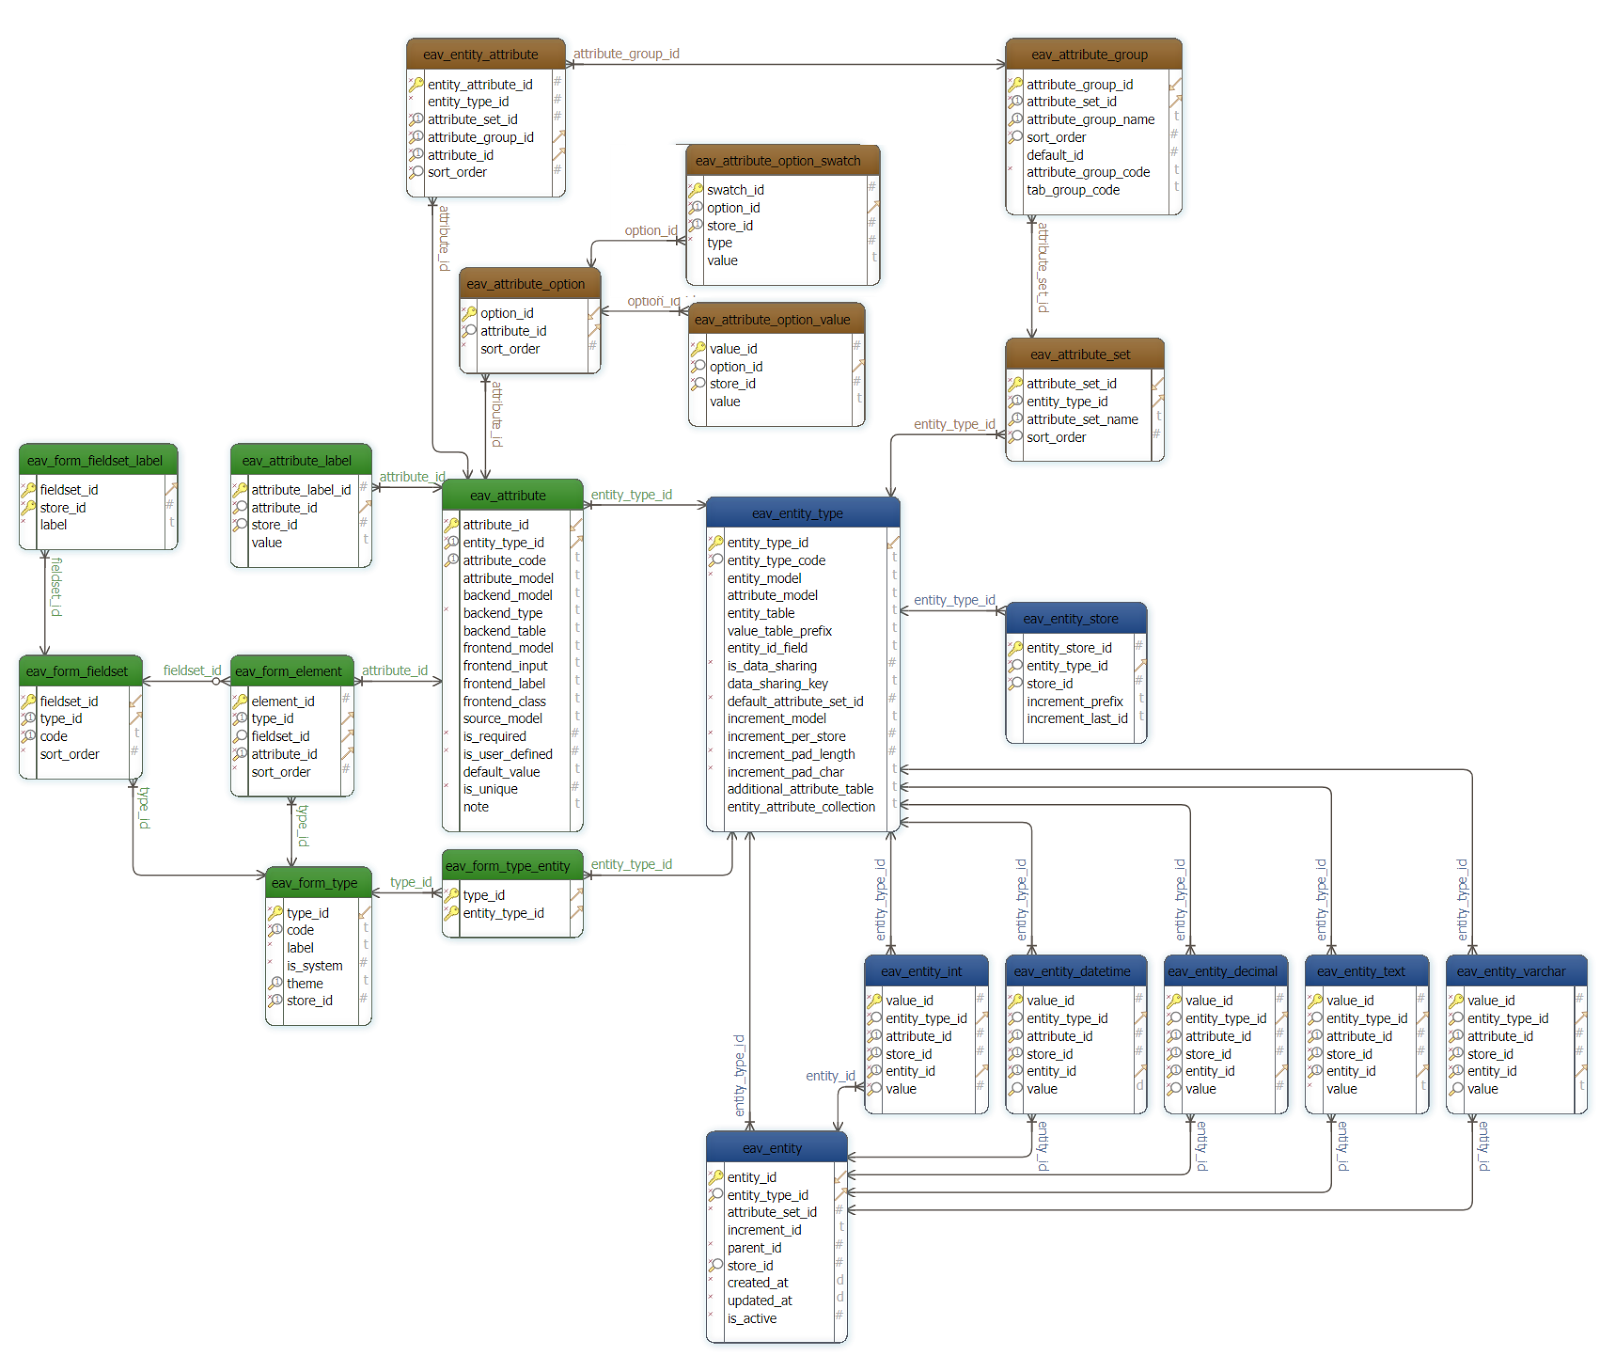 eav_entity_attribute
entity_attribute_id #
entity_type_id #
attribute_set_id #
attribute_group_id
attribute_id
sort_order #
attribute_group_id
eav_attribute_group
attribute_group_id
attribute_set_id
attribute_group_name t
sort_order #
default_id #
attribute_group_code t
tab_group_code t
attribute_id
eav_attribute_option_swatch
swatch_id #
option_id
store_id #
type #
value t
option_id
attribute_set_id
eav_attribute_option
option_id
attribute_id
sort_order #
option_id
eav_attribute_option_value
value_id #
option_id
store_id #
value t
attribute_id
eav_attribute_set
attribute_set_id
entity_type_id
attribute_set_name t
sort_order #
entity_type_id
eav_form_fieldset_label
fieldset_id
store_id #
label t
eav_attribute_label
attribute_label_id #
attribute_id
store_id #
value t
attribute_id
eav_attribute
attribute_id
entity_type_id
attribute_code t
attribute_model t
backend_model t
backend_type t
backend_table t
frontend_model t
frontend_input t
frontend_label t
frontend_class t
source_model t
is_required #
is_user_defined #
default_value t
is_unique #
note t
entity_type_id
eav_entity_type
entity_type_id
entity_type_code t
entity_model t
attribute_model t
entity_table t
value_table_prefix t
entity_id_field t
is_data_sharing #
data_sharing_key t
default_attribute_set_id #
increment_model t
increment_per_store #
increment_pad_length #
increment_pad_char t
additional_attribute_table t
entity_attribute_collection t
entity_type_id
eav_entity_store
entity_store_id #
entity_type_id
store_id #
increment_prefix t
increment_last_id t
fieldset_id
eav_form_fieldset
fieldset_id
type_id
code t
sort_order #
fieldset_id
eav_form_element
element_id #
type_id
fieldset_id
attribute_id
sort_order #
attribute_id
type_id
type_id
eav_form_type
type_id
code t
label t
is_system #
theme t
store_id #
type_id
eav_form_type_entity
type_id
entity_type_id
entity_type_id
entity_type_id
entity_type_id
entity_type_id
entity_type_id
entity_type_id
entity_type_id
eav_entity_int
value_id #
entity_type_id
attribute_id #
store_id #
entity_id
value #
eav_entity_datetime
value_id #
entity_type_id
attribute_id #
store_id #
entity_id
value d
eav_entity_decimal
value_id #
entity_type_id
attribute_id #
store_id #
entity_id
value #
eav_entity_text
value_id #
entity_type_id
attribute_id #
store_id #
entity_id
value t
eav_entity_varchar
value_id #
entity_type_id
attribute_id #
store_id #
entity_id
value t
entity_id
entity_id
entity_id
entity_id
entity_id
eav_entity
entity_id
entity_type_id
attribute_set_id #
increment_id t
parent_id #
store_id #
created_at d
updated_at d
is_active #